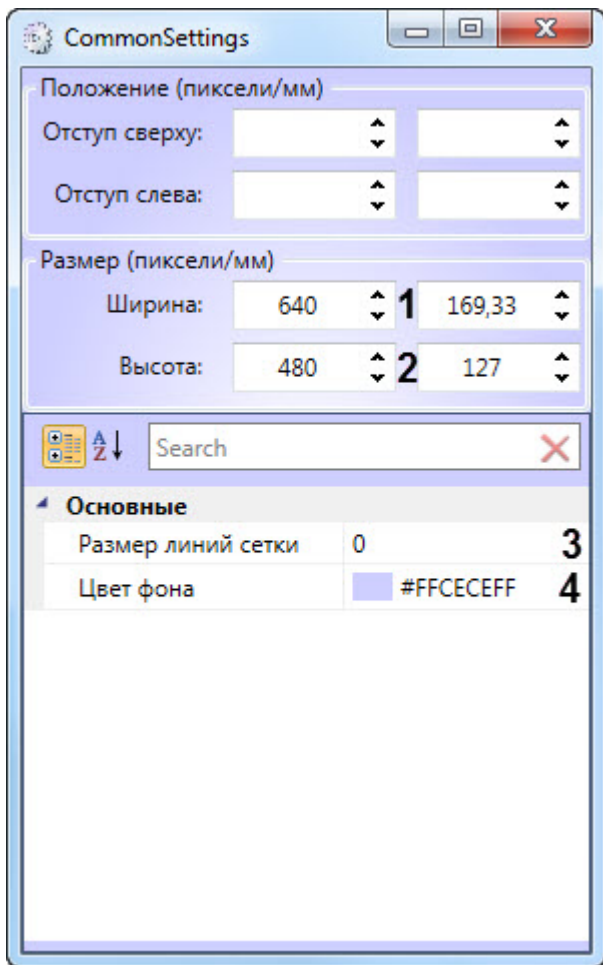 CommonSettings
Положение (пиксели/мм)
Отступ сверху:
Отступ слева:
Размер (пиксели/мм)
Ширина: 640 1 169,33
Высота: 480 2 127
A Z Search
Основные
Размер линий сетки 0 3
Цвет фона #FFCECEFF 4